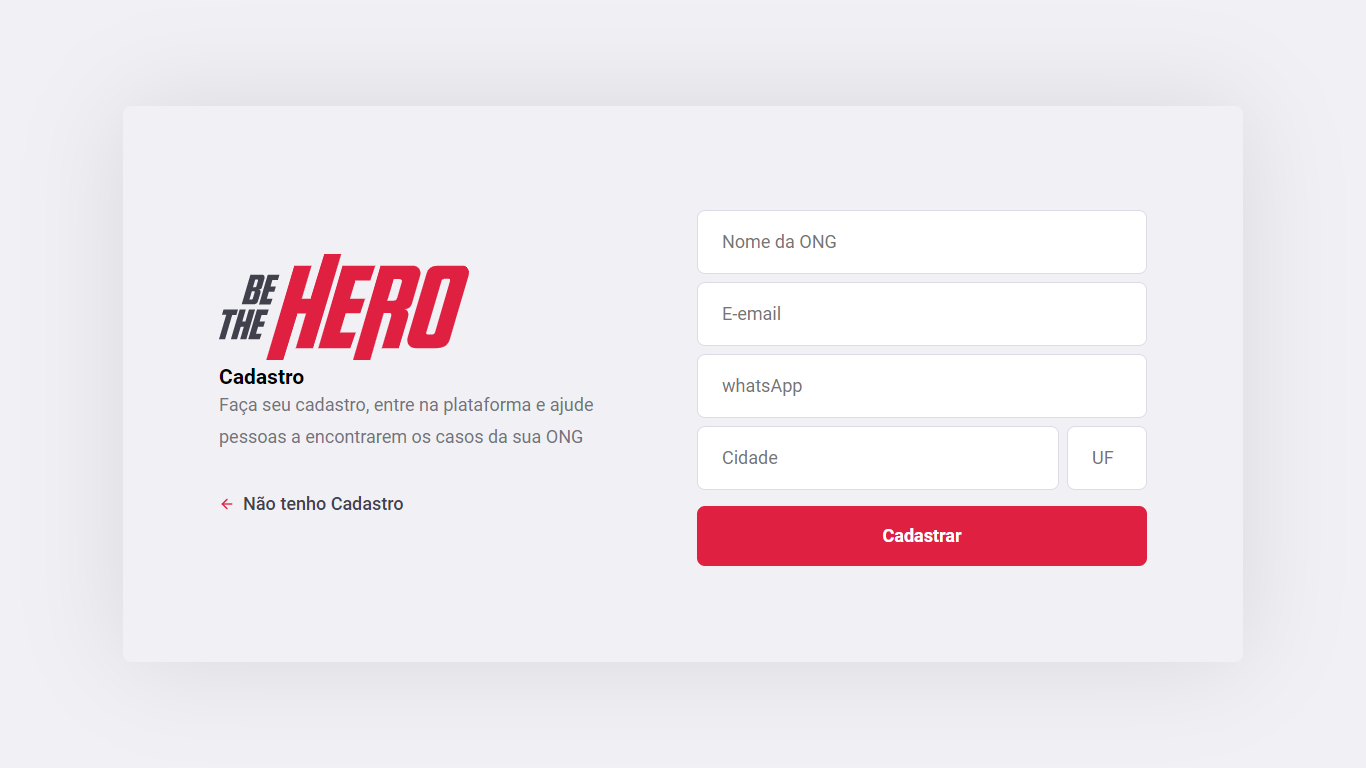 BE
THE
HERO
Cadastro
Faça seu cadastro, entre na plataforma e ajude
pessoas a encontrarem os casos da sua ONG
Não tenho Cadastro
Nome da ONG
E-email
whatsApp
Cidade
UF
Cadastrar